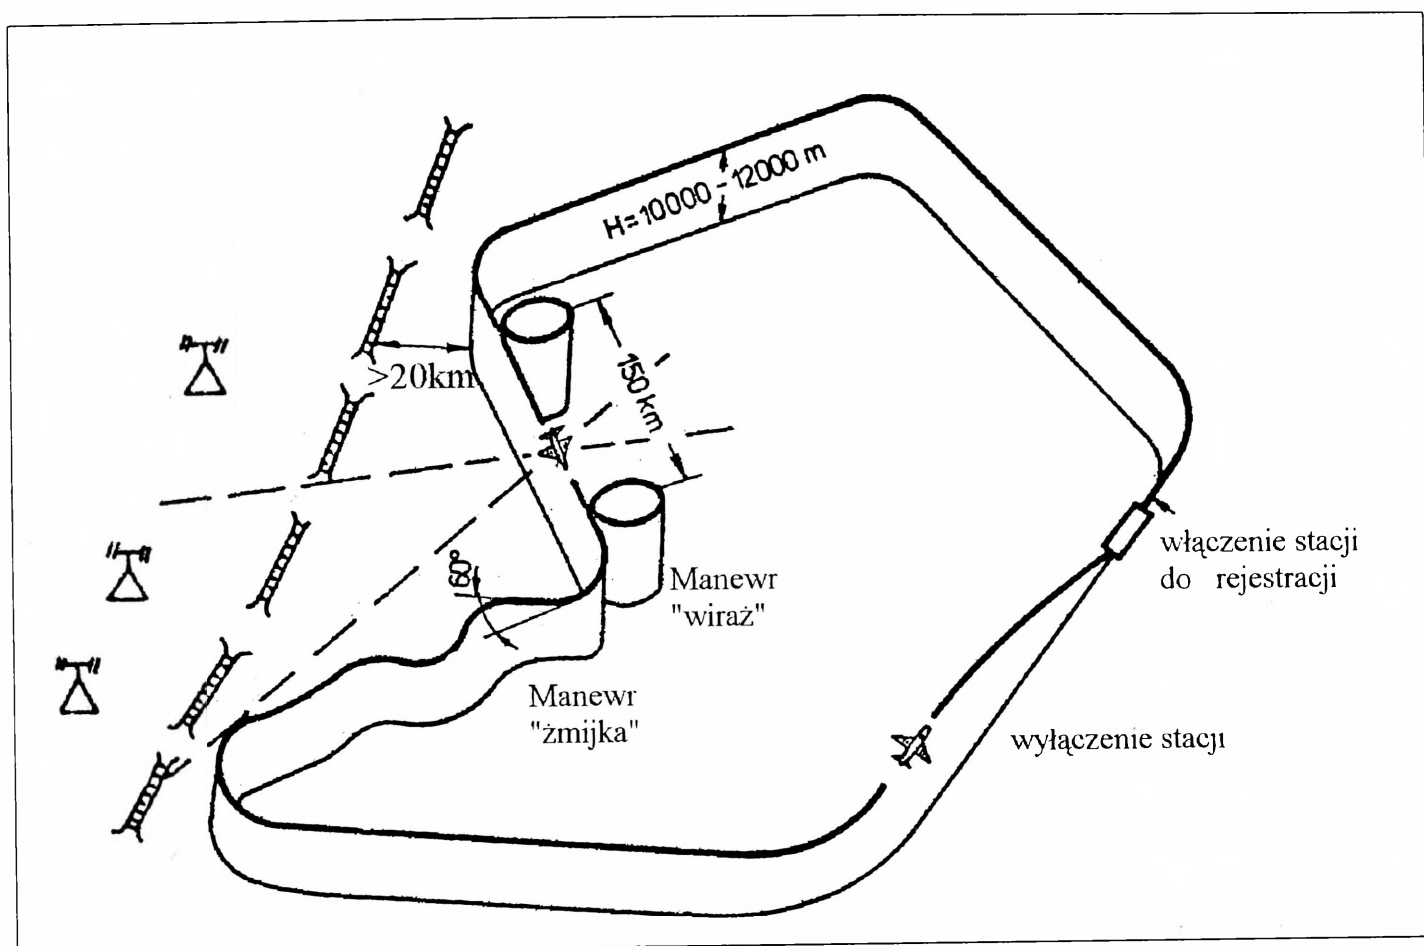 H=10000-12000 m
>20km
150 km
60°
Manewr
"wiraż"
Manewr
"żmijka"
włączenie stacji
do rejestracji
wyłączenie stacji